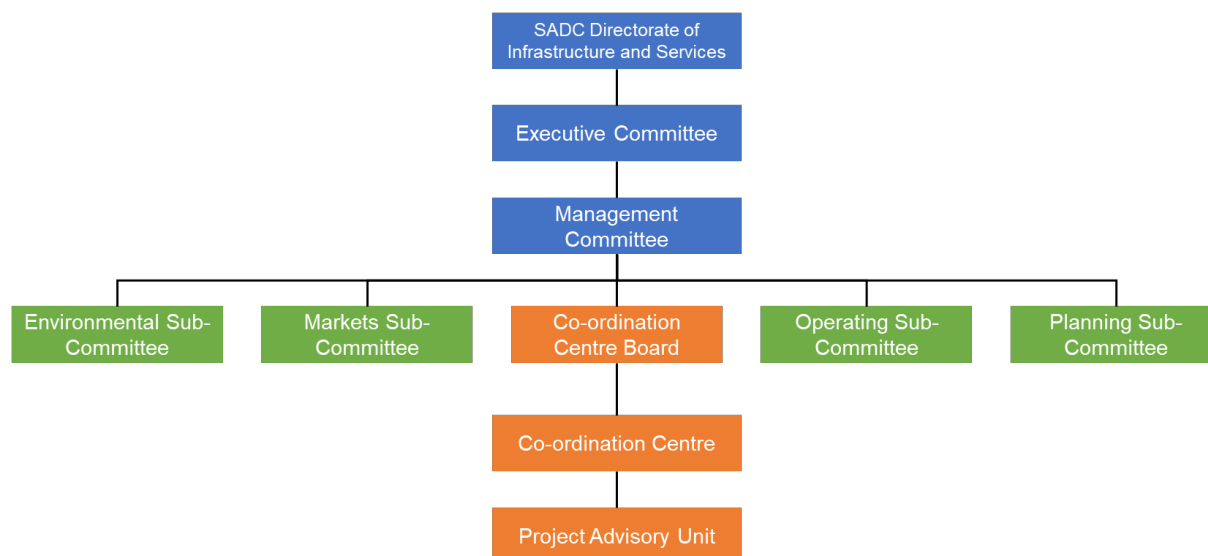 SADC Directorate of
Infrastructure and Services
Executive Committee
Management
Committee
Environmental Sub-
Committee
Markets Sub-
Committee
Co-ordination
Centre Board
Operating Sub-
Committee
Planning Sub-
Committee
Co-ordination Centre
Project Advisory Unit